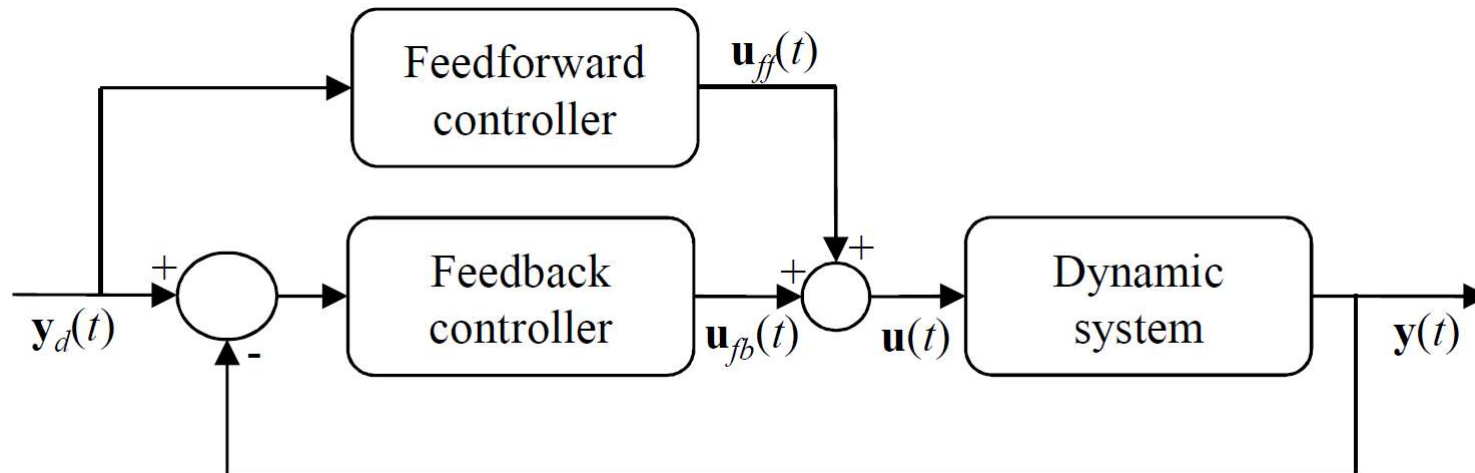 Feedforward
controller
u_ff(t)
+
+
+
Feedback
controller
Dynamic
system
y_d(t)
-
u_fb(t)
u(t)
y(t)